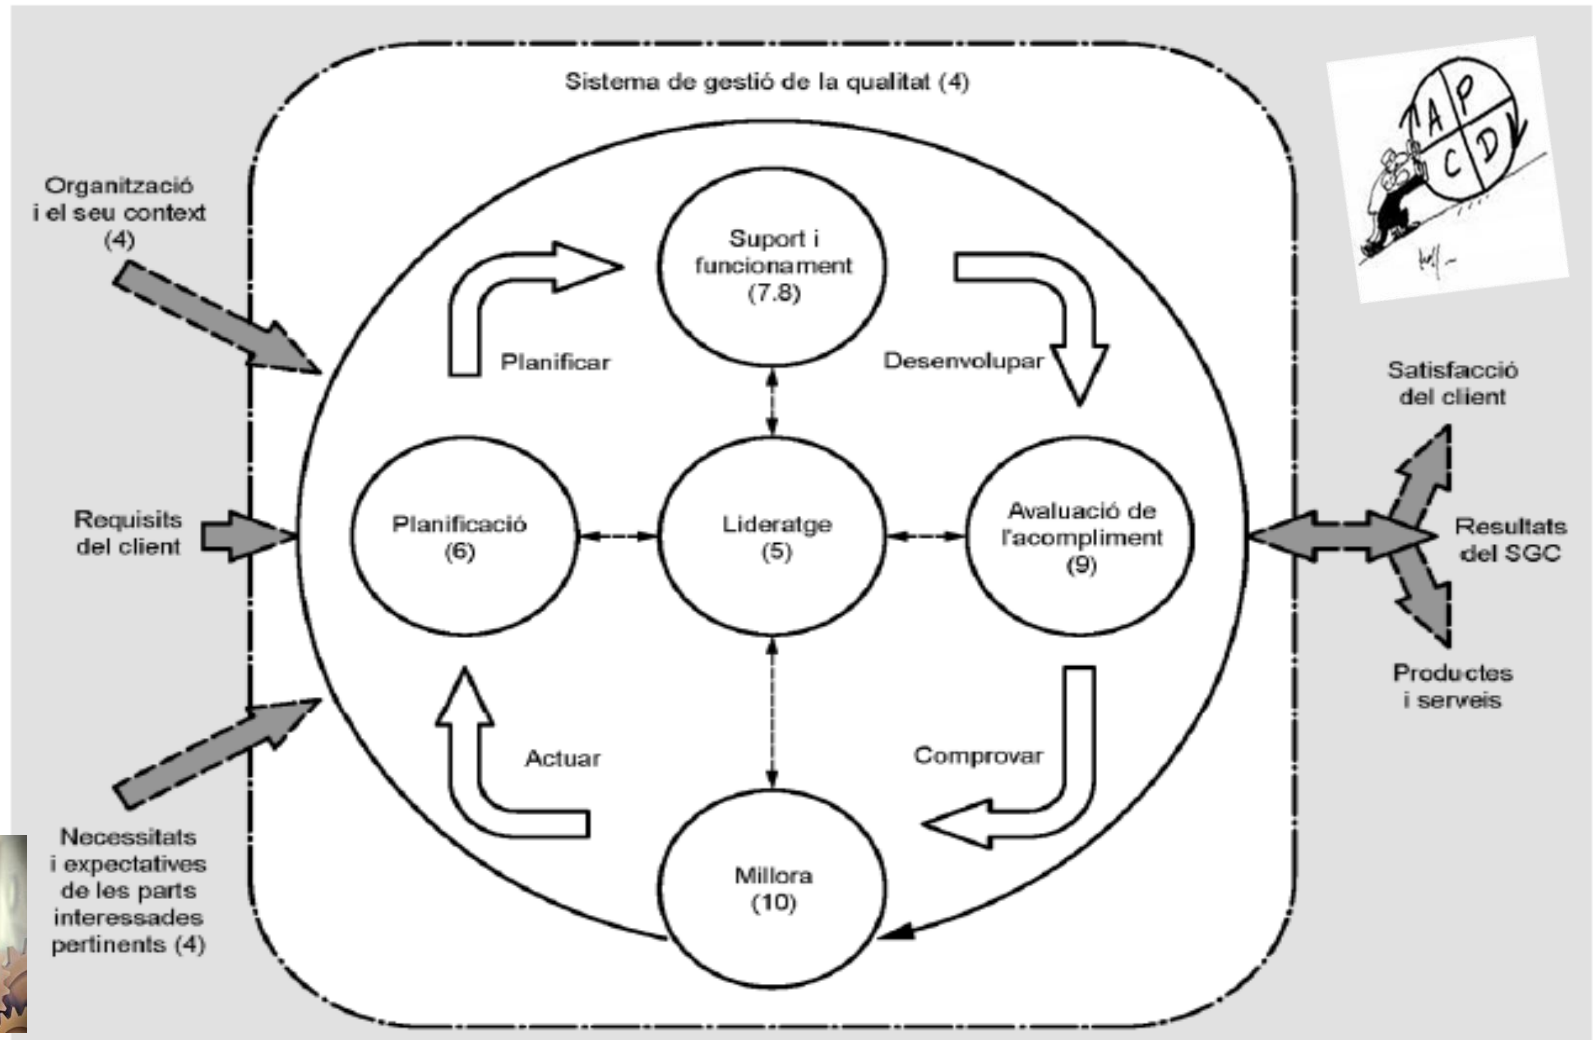 Sistema de gestió de la qualitat (4)
Organització
i el seu context
(4)
Requisits
del client
Necessitats
i expectatives
de les parts
interessades
pertinents (4)
Suport i
funcionament
(7.8)
Planificar
Desenvolupar
Planificació
(6)
Lideratge
(5)
Avaluació de
l'acompliment
(9)
Actuar
Comprovar
Millora
(10)
A P
C D
Satisfacció
del client
Resultats
del SGC
Productes
i serveis